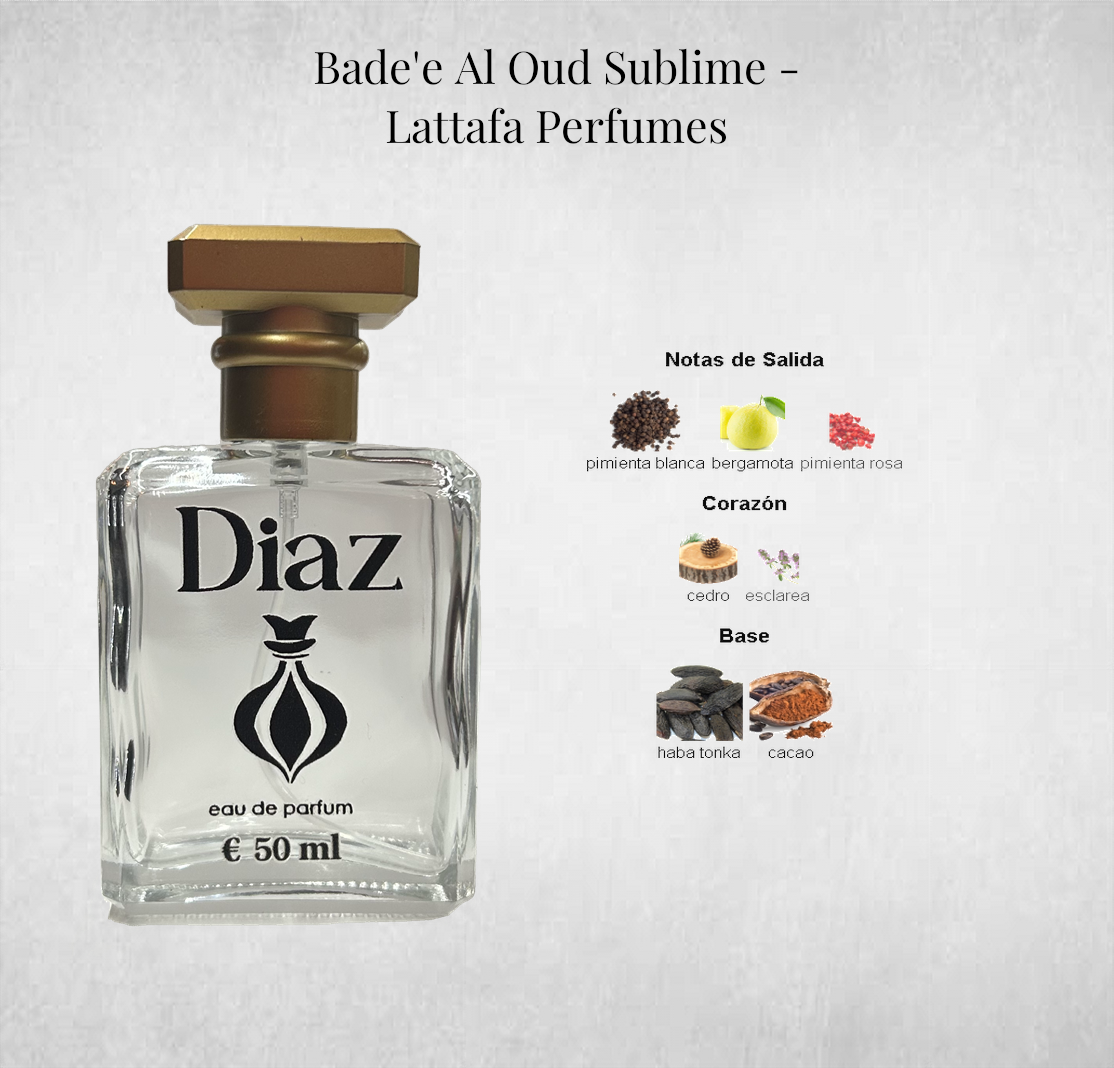 Bade'e Al Oud Sublime -
Lattafa Perfumes
Diaz
eau de parfum
€ 50 ml
Notas de Salida
pimienta blanca bergamota pimienta rosa
Corazón
cedro esclarea
Base
haba tonka cacao